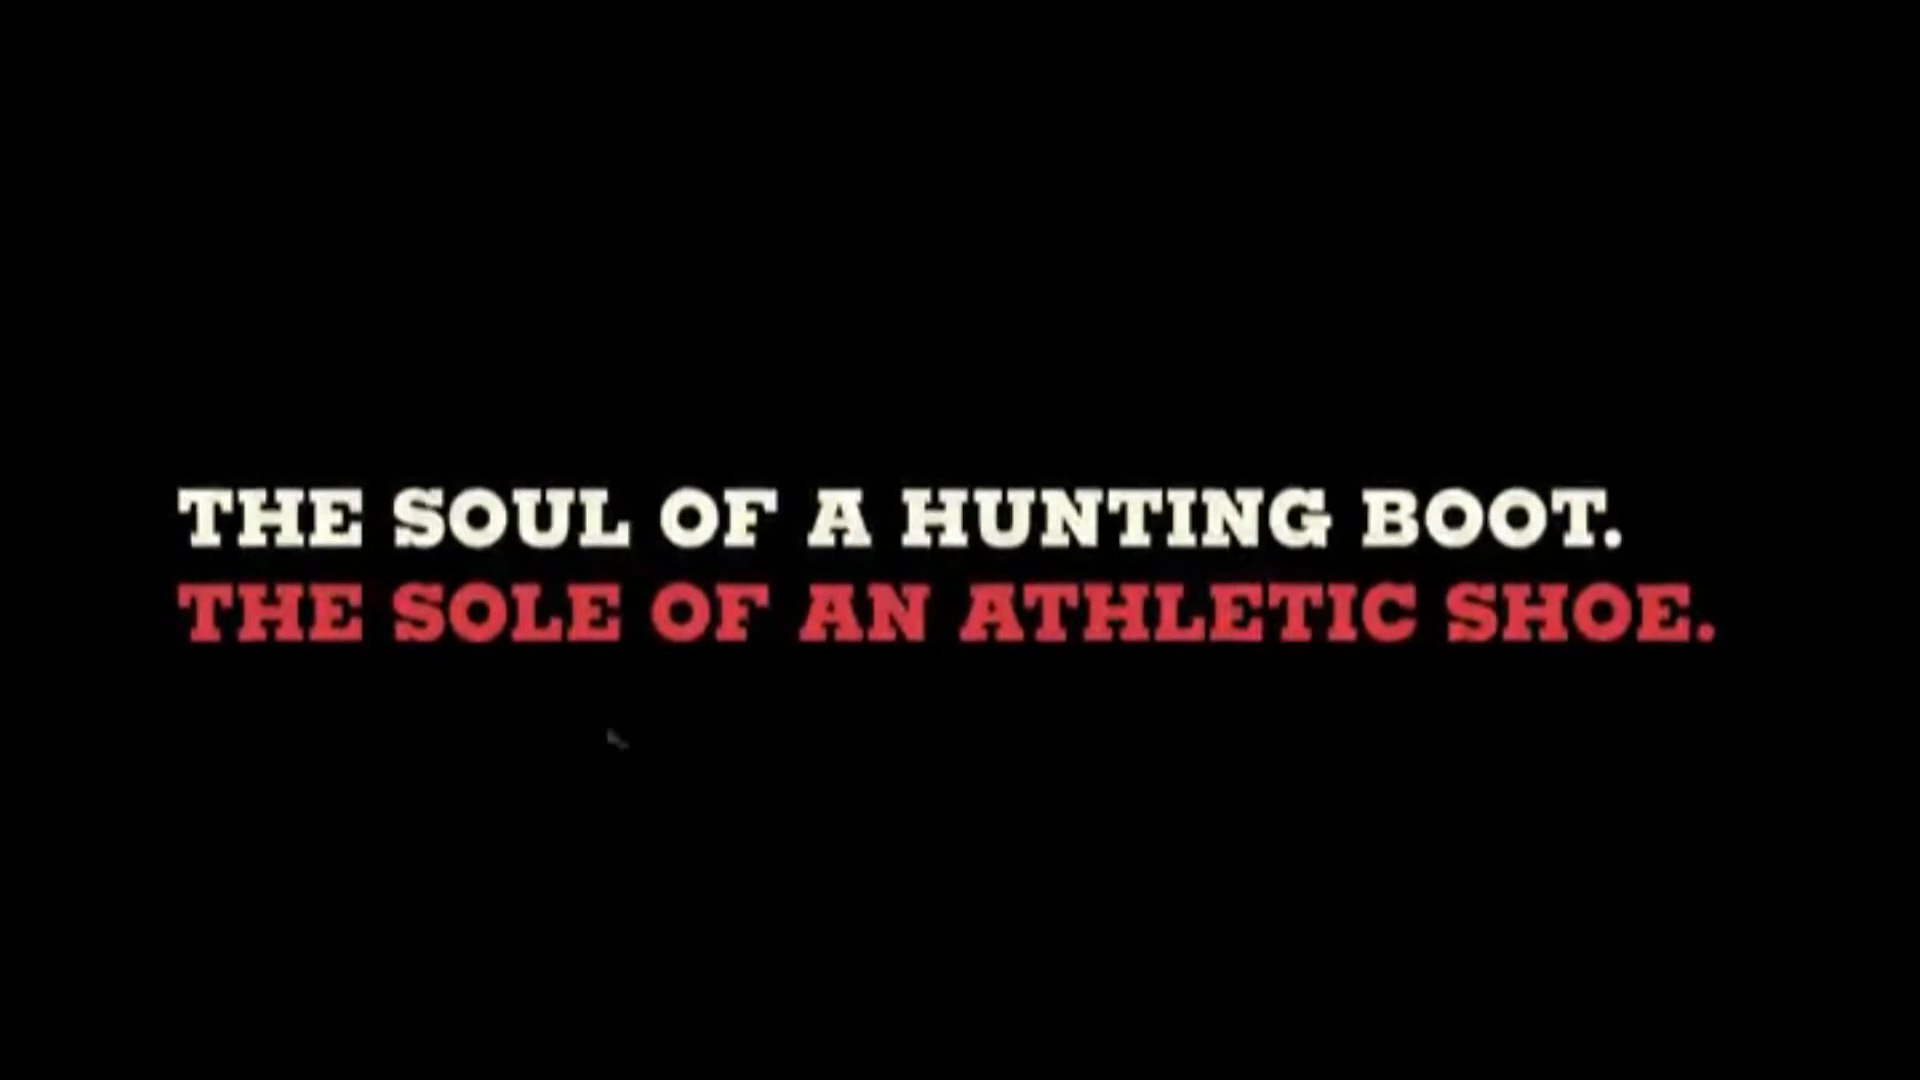 THE SOUL OF A HUNTING BOOT.
THE SOLE OF AN ATHLETIC SHOE.